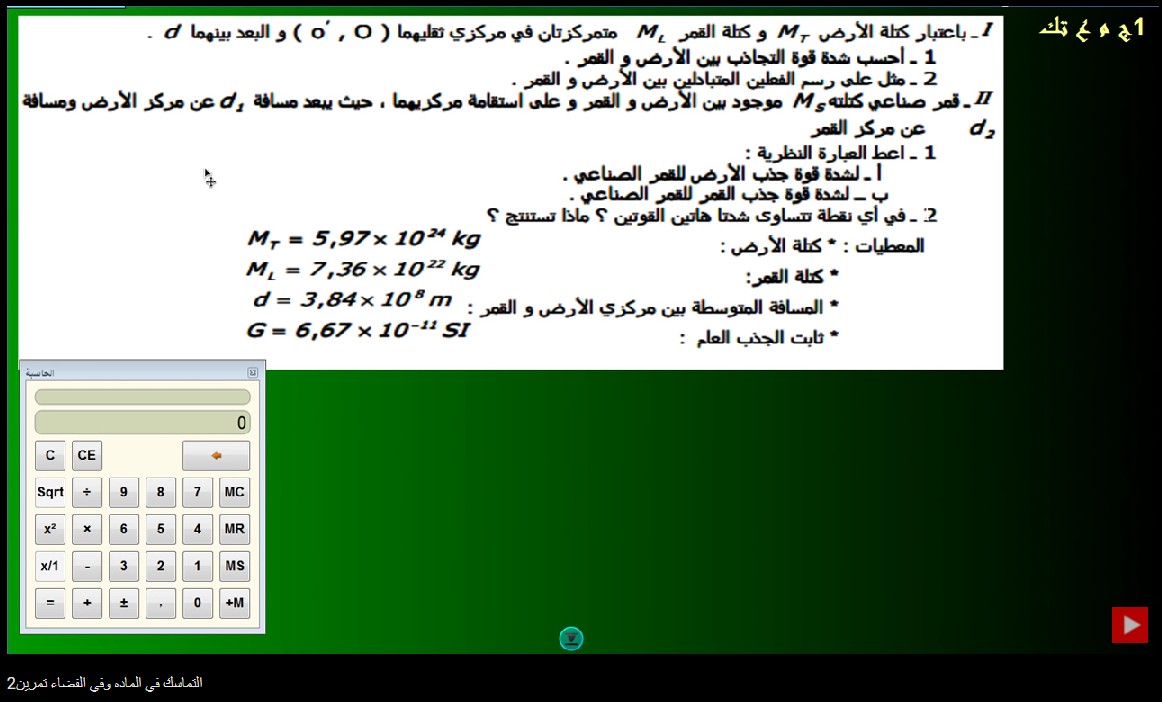 1ج م ع تك
I ـ باعتبار كتلة الأرض M_T و كتلة القمر M_L متمركزتان في مركزي ثقليهما ( O , O' ) و البعد بينهما d .
1 ـ أحسب شدة قوة التجاذب بين الأرض و القمر .
2 ـ مثل على رسم الفعلين المتبادلين بين الأرض و القمر .
II ـ قمر صناعي كتلته M_S موجود بين الأرض و القمر و على استقامة مركزيهما ، حيث يبعد مسافة d_1 عن مركز الأرض ومسافة
d_2 عن مركز القمر
1 ـ اعط العبارة النظرية :
أ ـ لشدة قوة جذب الأرض للقمر الصناعي .
ب ــ لشدة قوة جذب القمر للقمر الصناعي .
2 ـ في أي نقطة تتساوى شدتا هاتين القوتين ؟ ماذا تستنتج ؟
المعطيات : * كتلة الأرض : M_T = 5,97 × 10^24 kg
* كتلة القمر: M_L = 7,36 × 10^22 kg
* المسافة المتوسطة بين مركزي الأرض و القمر : d = 3,84 × 10^8 m
* ثابت الجذب العام : G = 6,67 × 10^-11 SI
الحاسبة
0
C CE
Sqrt ÷ 9 8 7 MC
x² × 6 5 4 MR
x/1 - 3 2 1 MS
= + ± , 0 +M
التماسك في الماده وفي الفضاء تمرين2